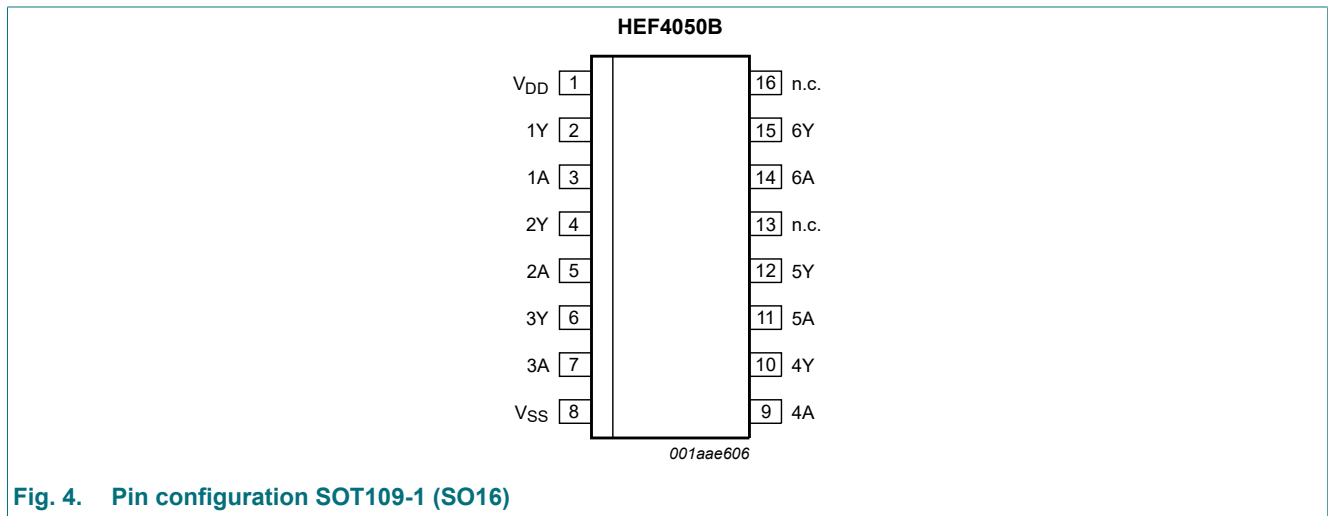 HEF4050B
VDD 1 16 n.c.
1Y 2 15 6Y
1A 3 14 6A
2Y 4 13 n.c.
2A 5 12 5Y
3Y 6 11 5A
3A 7 10 4Y
VSS 8 9 4A
001aae606
Fig. 4. Pin configuration SOT109-1 (SO16)